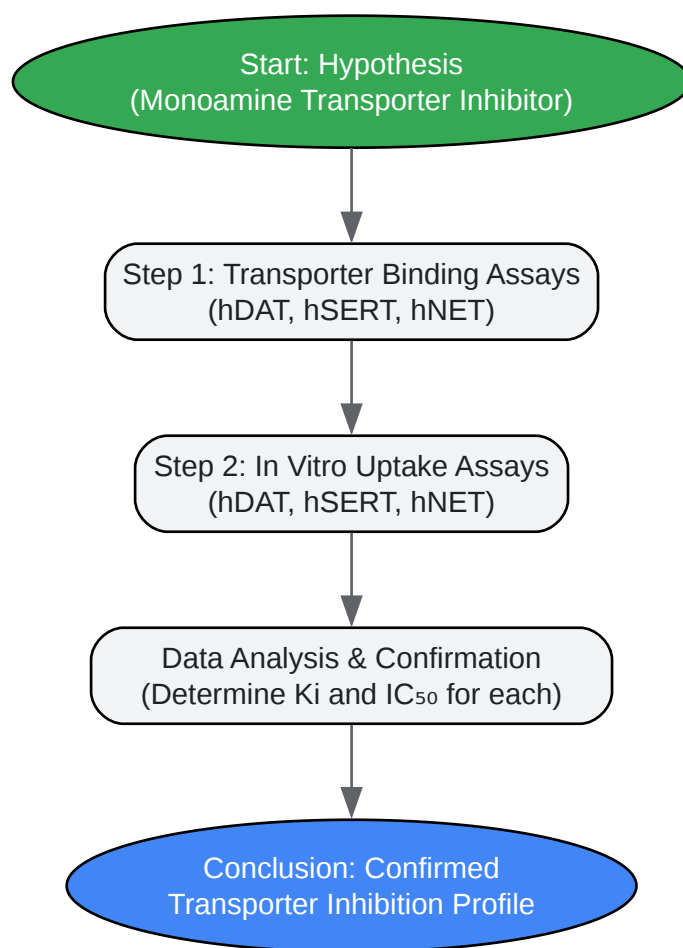 Start: Hypothesis
(Monoamine Transporter Inhibitor)
Step 1: Transporter Binding Assays
(hDAT, hSERT, hNET)
Step 2: In Vitro Uptake Assays
(hDAT, hSERT, hNET)
Data Analysis & Confirmation
(Determine Ki and IC₅₀ for each)
Conclusion: Confirmed
Transporter Inhibition Profile